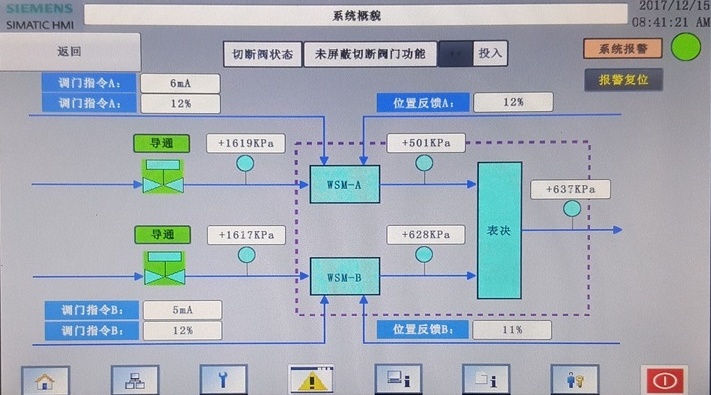 SIEMENS
SIMATIC HMI
系统概貌
2017/12/15
08:41:21 AM
返回
切断阀状态
未屏蔽切断阀门功能
投入
系统报警
报警复位
调门指令A:
6mA
调门指令A:
12%
位置反馈A:
12%
导通
+1619KPa
+501KPa
WSM-A
+637KPa
导通
+1617KPa
+628KPa
表决
WSM-B
调门指令B:
5mA
调门指令B:
12%
位置反馈B:
11%